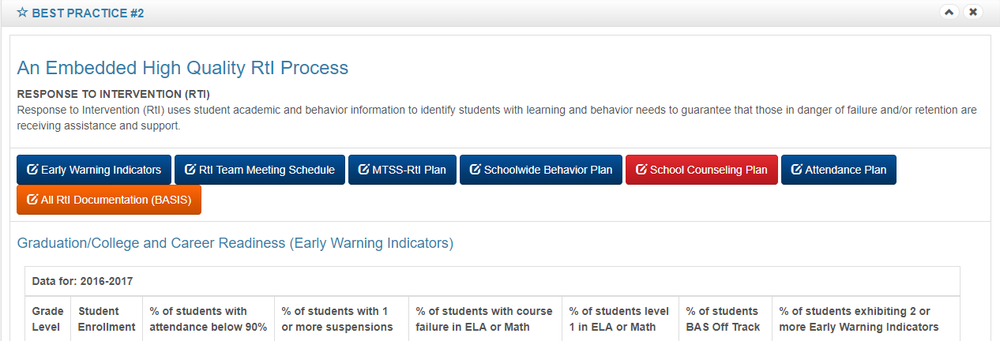 BEST PRACTICE #2
An Embedded High Quality RtI Process
RESPONSE TO INTERVENTION (RTI)
Response to Intervention (RtI) uses student academic and behavior information to identify students with learning and behavior needs to guarantee that those in danger of failure and/or retention are
receiving assistance and support.
Early Warning Indicators
RtI Team Meeting Schedule
MTSS-RtI Plan
Schoolwide Behavior Plan
School Counseling Plan
Attendance Plan
All RtI Documentation (BASIS)
Graduation/College and Career Readiness (Early Warning Indicators)
Data for: 2016-2017
Grade
Level
Student
Enrollment
% of students with
attendance below 90%
% of students with 1
or more suspensions
% of students with course
failure in ELA or Math
% of students level
1 in ELA or Math
% of students
BAS Off Track
% of students exhibiting 2 or
more Early Warning Indicators